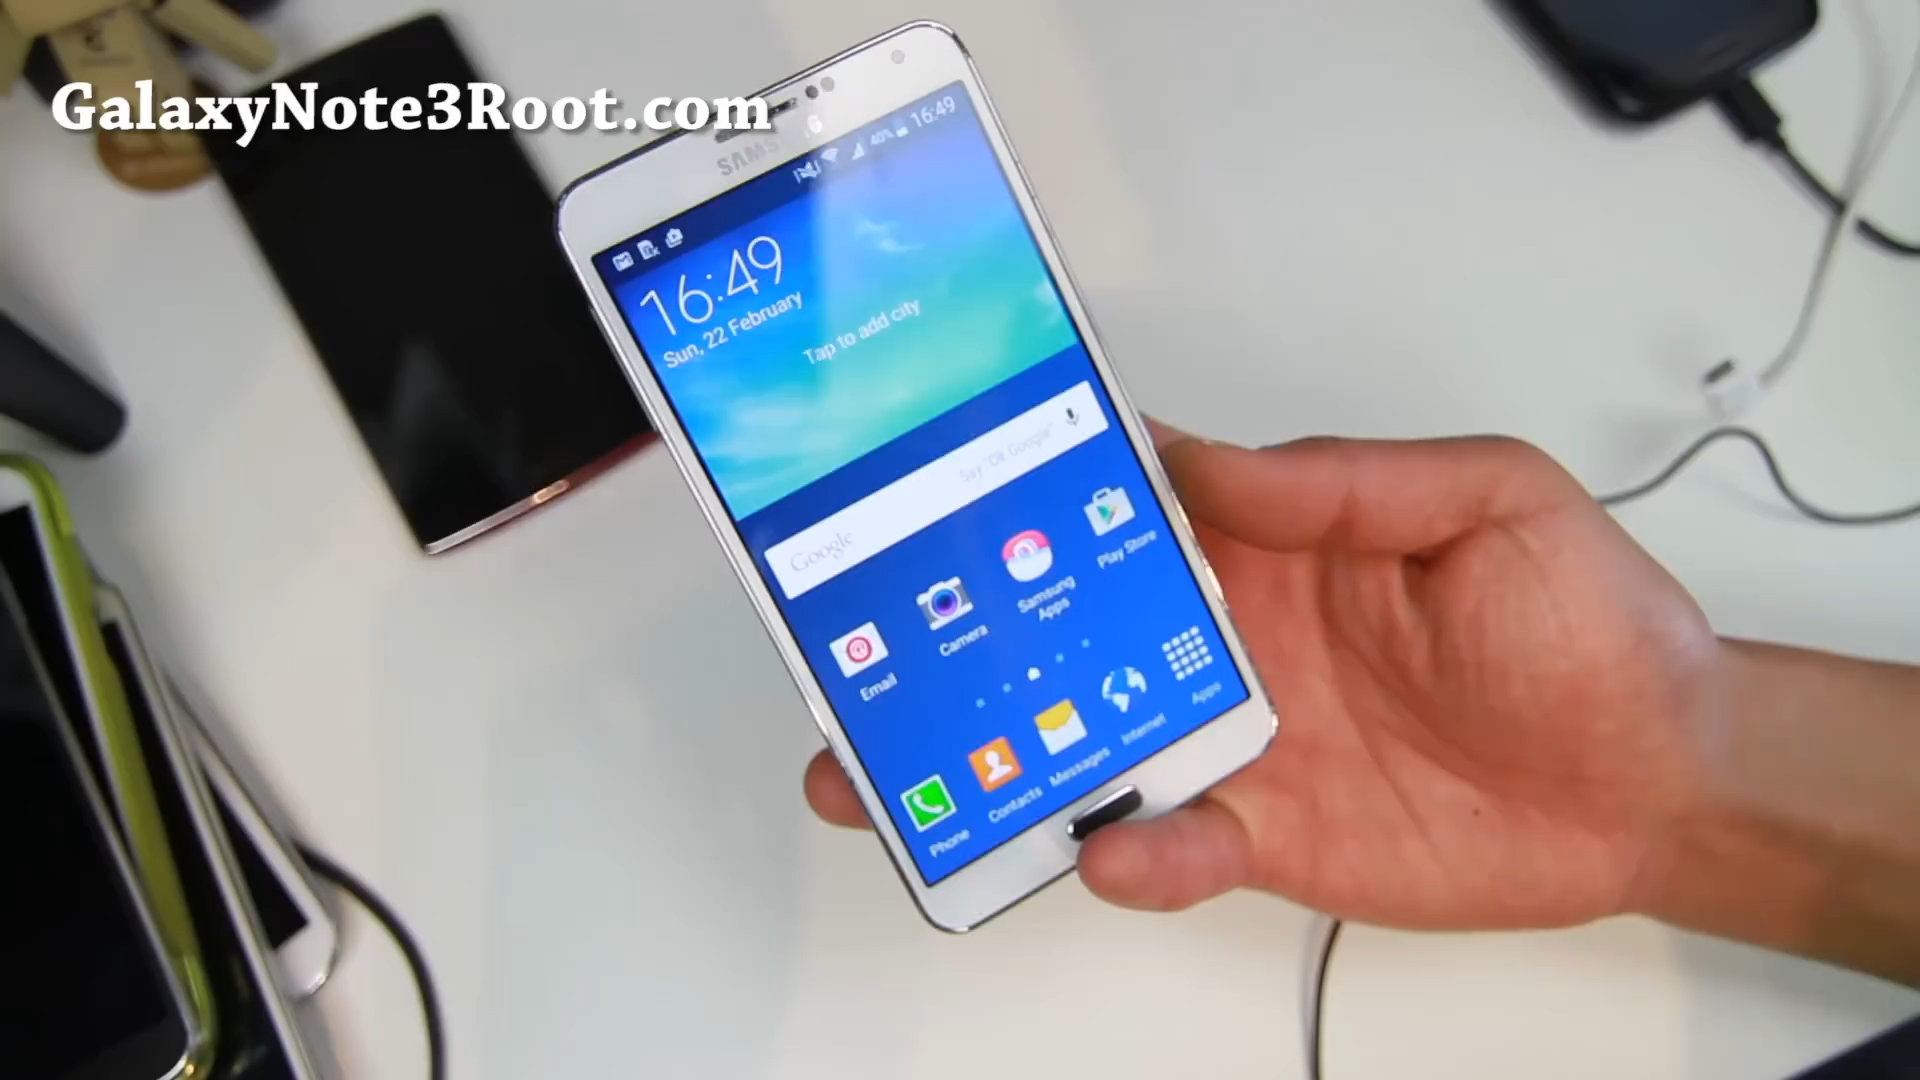 GalaxyNote3Root.com
SAMS G
40% 16:49
16:49
Sun, 22 February
Tap to add city
Google
Say "Ok Google"
Email
Camera
Samsung
Apps
Play Store
Phone
Contacts
Messages
Internet
Apps